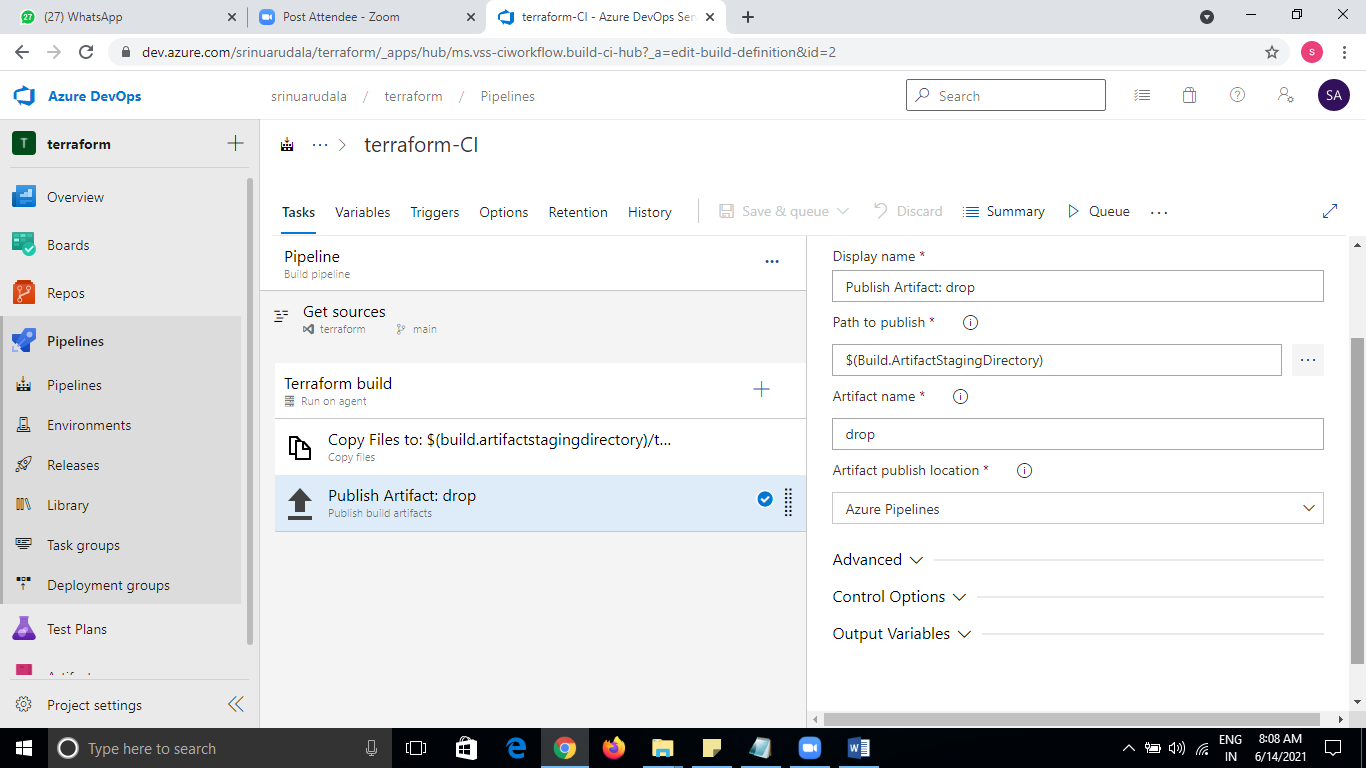 (27) WhatsApp
Post Attendee - Zoom
terraform-CI - Azure DevOps Ser
dev.azure.com/srinuarudala/terraform/_apps/hub/ms.vss-ciworkflow.build-ci-hub?_a=edit-build-definition&id=2
s
Azure DevOps
srinuarudala / terraform / Pipelines
Search
SA
T
terraform
Overview
Boards
Repos
Pipelines
Pipelines
Environments
Releases
Library
Task groups
Deployment groups
Test Plans
Project settings
terraform-CI
Tasks
Variables
Triggers
Options
Retention
History
Save & queue
Discard
Summary
Queue
Pipeline
Build pipeline
Get sources
terraform
main
Terraform build
Run on agent
Copy Files to: $(build.artifactstagingdirectory)/t...
Copy files
Publish Artifact: drop
Publish build artifacts
Display name *
Publish Artifact: drop
Path to publish *
$(Build.ArtifactStagingDirectory)
Artifact name *
drop
Artifact publish location *
Azure Pipelines
Advanced
Control Options
Output Variables
Type here to search
ENG
IN
8:08 AM
6/14/2021